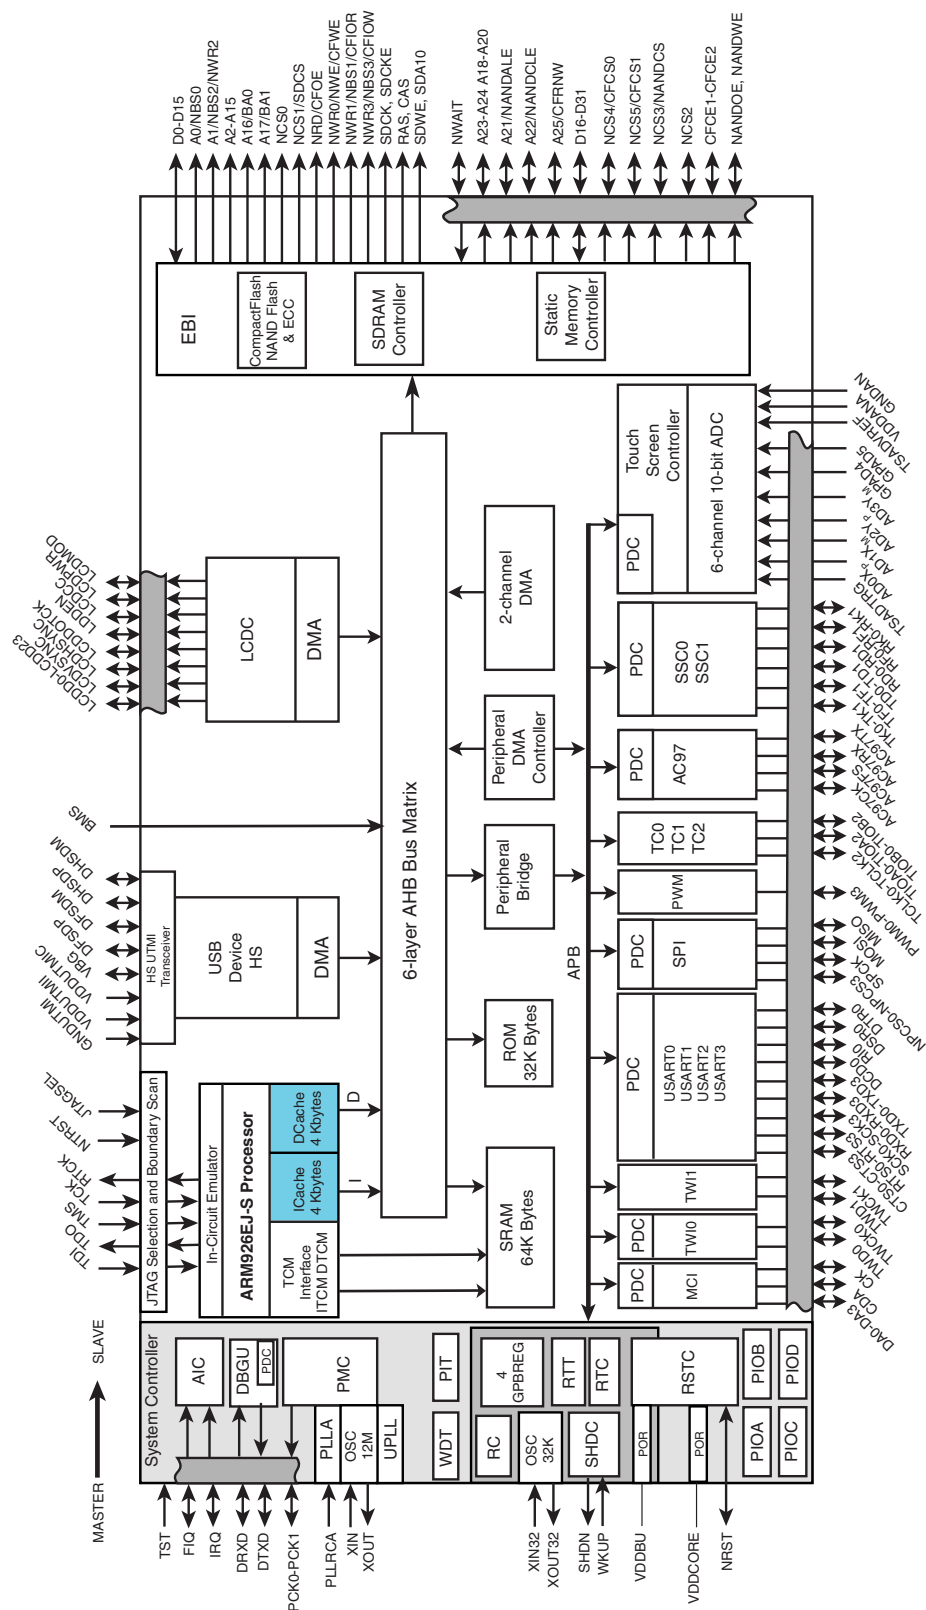 D0-D15
A0/NBS0
A1/NBS2/NWR2
A2-A15
A16/BA0
A17/BA1
NCS0
NCS1/SDCS
NRD/CFOE
NWR0/NWE/CFWE
NWR1/NBS1/CFIOR
NWR3/NBS3/CFIOW
SDCK, SDCKE
RAS, CAS
SDWE, SDA10
NWAIT
A23-A24 A18-A20
A21/NANDALE
A22/NANDCLE
A25/CFRNW
D16-D31
NCS4/CFCS0
NCS5/CFCS1
NCS3/NANDCS
NCS2
CFCE1-CFCE2
NANDOE, NANDWE
EBI
CompactFlash
NAND Flash
& ECC
SDRAM
Controller
Static
Memory
Controller
LCDMOD
LCDPWR
LCDCC
LDDEN
LCDDOTCK
LCDHSYNC
LCDVSYNC
LCDD0-LCDD23
LCDC
DMA
2-channel
DMA
Touch
Screen
Controller
PDC
6-channel 10-bit ADC
GNDAN
VDDANA
TSADVREF
GPAD5
GPAD4
AD3YM
AD2YP
AD1XM
AD0XP
TSADTRG
PDC
SSC0
SSC1
RK0-RK1
RF0-RF1
RD0-RD1
TD0-TD1
TF0-TF1
TK0-TK1
BMS
6-layer AHB Bus Matrix
Peripheral
DMA
Controller
PDC
AC97
AC97TX
AC97RX
AC97FS
AC97CK
Peripheral
Bridge
TC0
TC1
TC2
TIOB0-TIOB2
TIOA0-TIOA2
TCLK0-TCLK2
PWM
PWM0-PWM3
DHSDM
DHSDP
DFSDM
DFSDP
VBG
VDDUTMIC
VDDUTMII
GNDUTMI
HS UTMI
Transceiver
USB
Device
HS
DMA
APB
PDC
SPI
MISO
MOSI
SPCK
NPCS0-NPCS3
ROM
32K Bytes
PDC
USART0
USART1
USART2
USART3
DTR0
DSR0
RI0
DCD0
TXD0-TXD3
RXD0-RXD3
SCK0-SCK3
RTS0-RTS3
CTS0-CTS3
JTAGSEL
NTRST
RTCK
TCK
TMS
TDO
TDI
JTAG Selection and Boundary Scan
In-Circuit Emulator
ARM926EJ-S Processor
DCache
4 Kbytes
ICache
4 Kbytes
TCM
Interface
ITCM DTCM
D
I
SRAM
64K Bytes
TWI1
TWCK1
TWD1
PDC
TWI0
TWCK0
TWD0
PDC
MCI
CK
CDA
DA0-DA3
MASTER
SLAVE
System Controller
AIC
DBGU
PDC
PMC
PLLA
OSC
12M
UPLL
PIT
WDT
4
GPBREG
RTT
RTC
RC
OSC
32K
SHDC
RSTC
POR
POR
PIOA
PIOB
PIOC
PIOD
TST
FIQ
IRQ
DRXD
DTXD
PCK0-PCK1
PLLRCA
XIN
XOUT
XIN32
XOUT32
SHDN
WKUP
VDDBU
VDDCORE
NRST